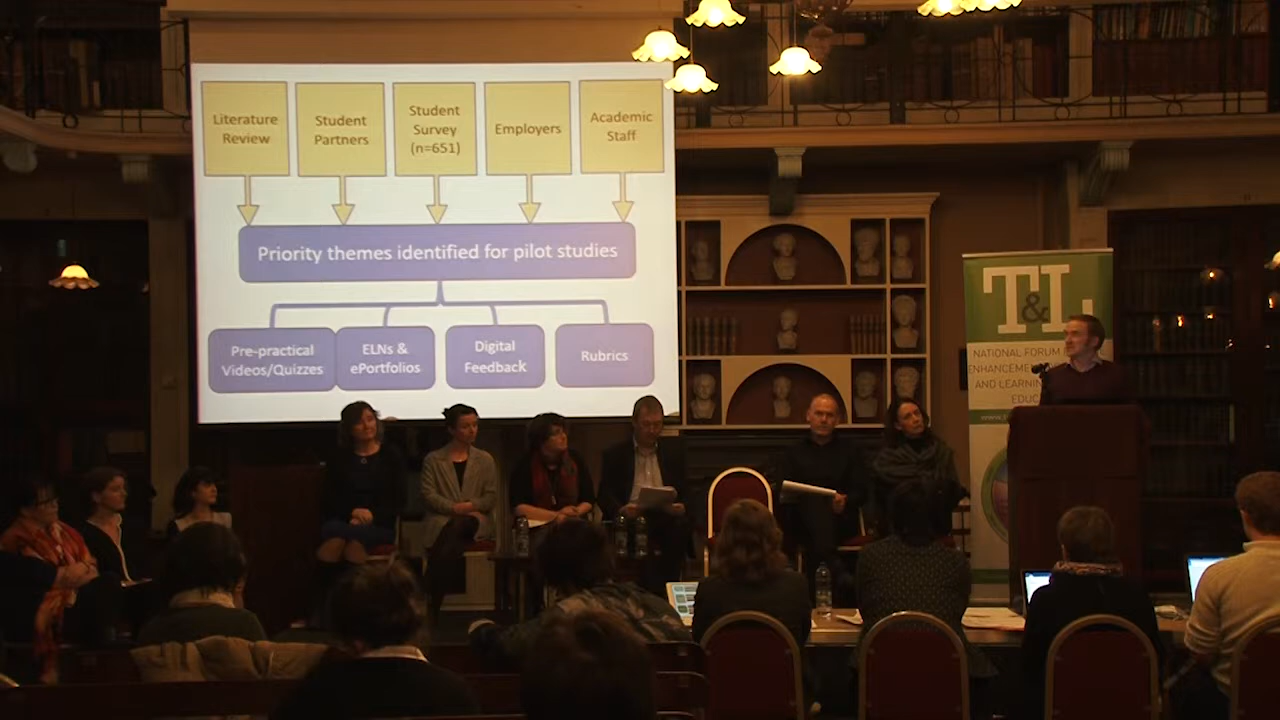 Literature
Review
Student
Partners
Student
Survey
(n=651)
Employers
Academic
Staff
Priority themes identified for pilot studies
Pre-practical
Videos/Quizzes
ELNs &
ePortfolios
Digital
Feedback
Rubrics
T&L
NATIONAL FORUM
AND LEARNIN